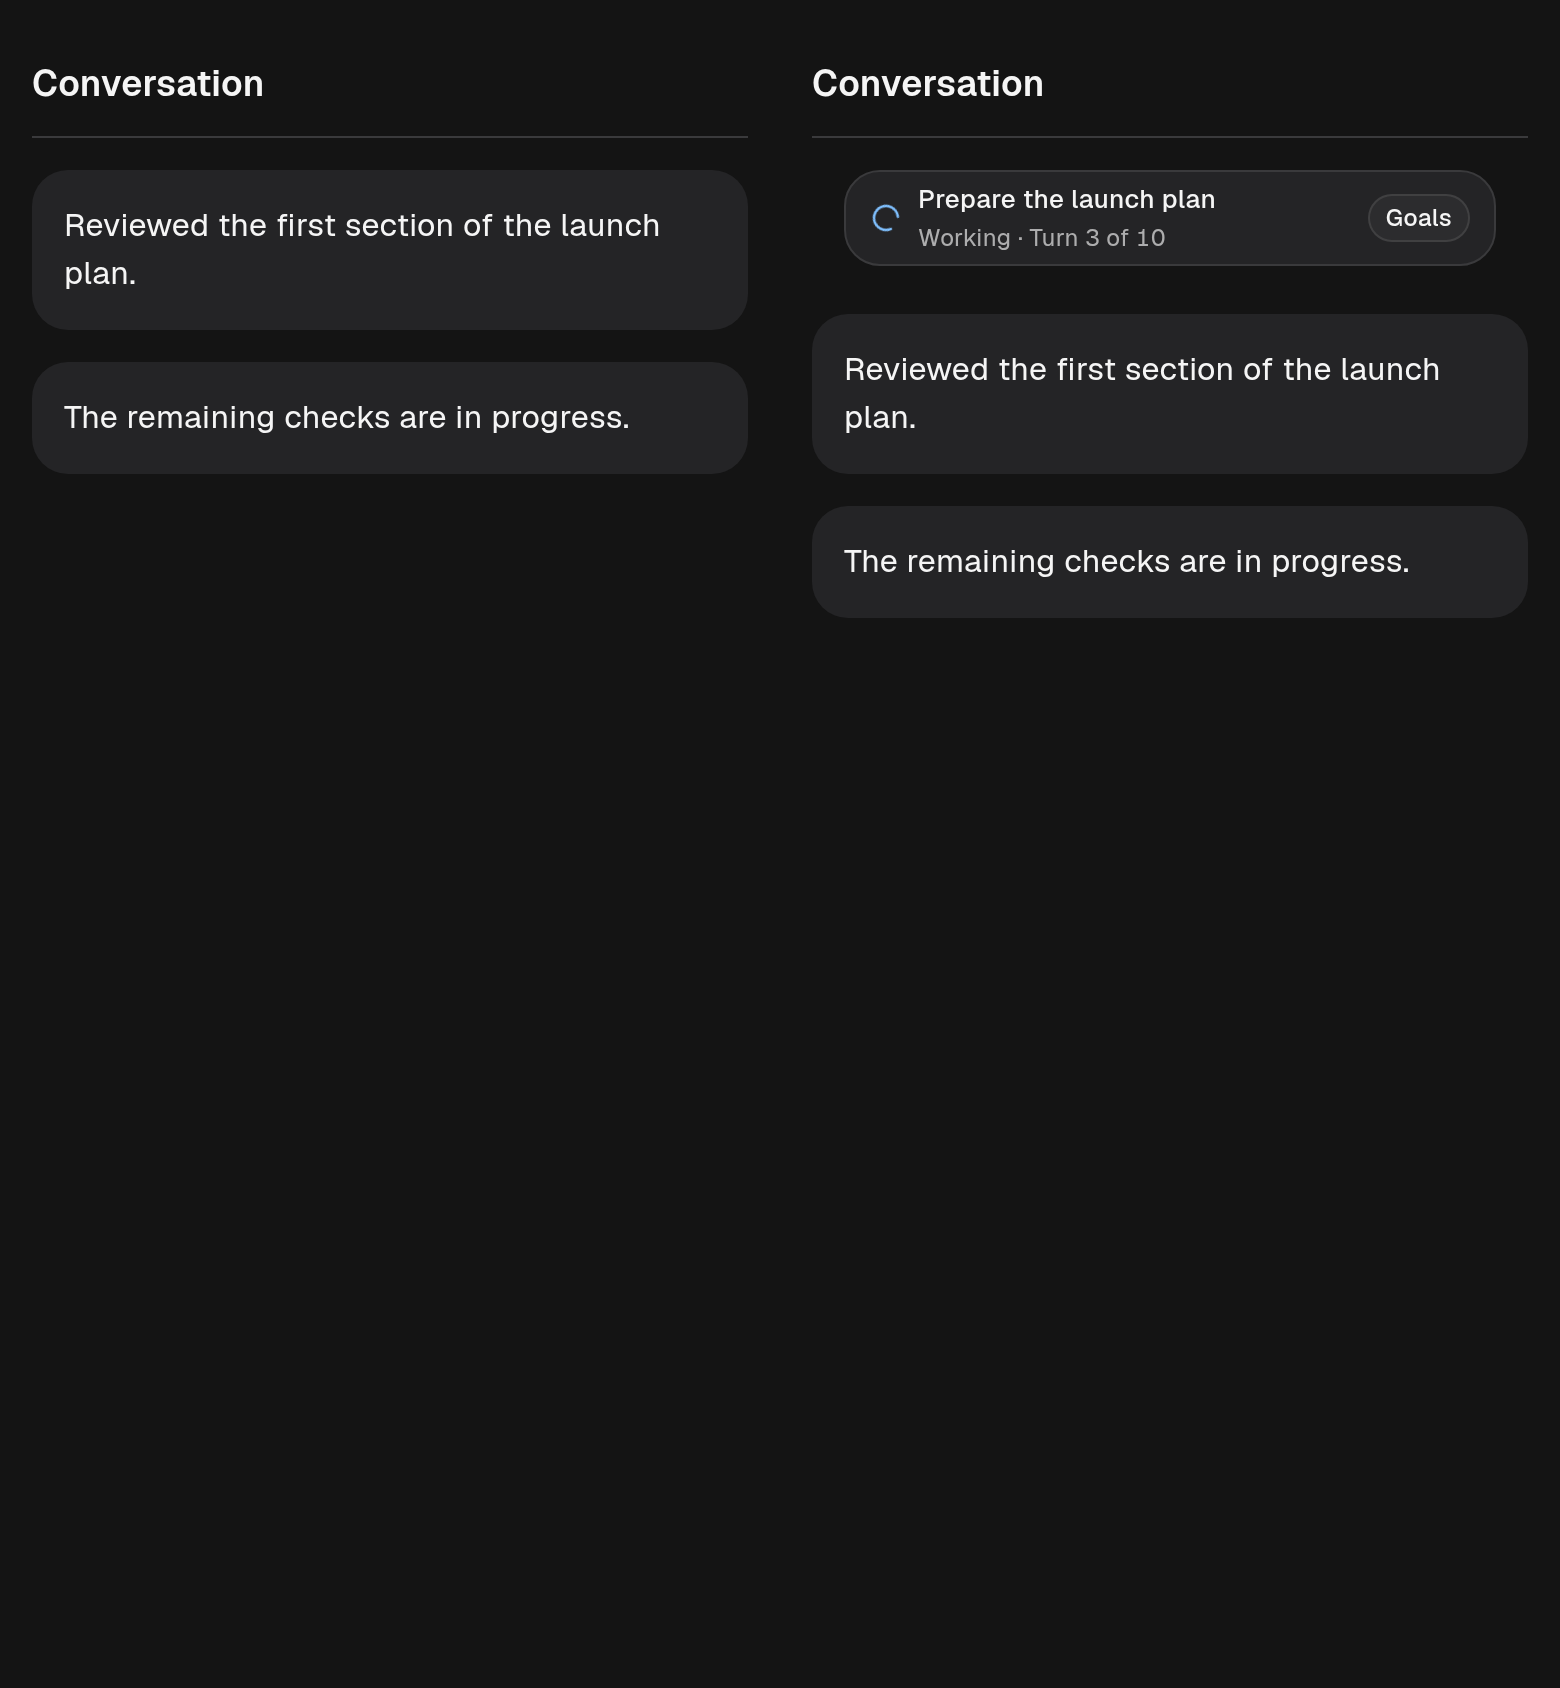 Conversation
Reviewed the first section of the launch
plan.
The remaining checks are in progress.
Conversation
Prepare the launch plan
Working · Turn 3 of 10
Goals
Reviewed the first section of the launch
plan.
The remaining checks are in progress.